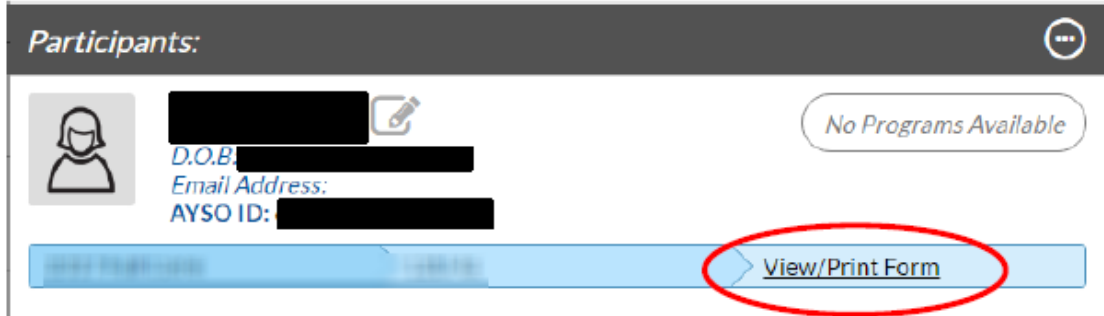 Participants:
No Programs Available
D.O.B.
Email Address:
AYSO ID:
View/Print Form